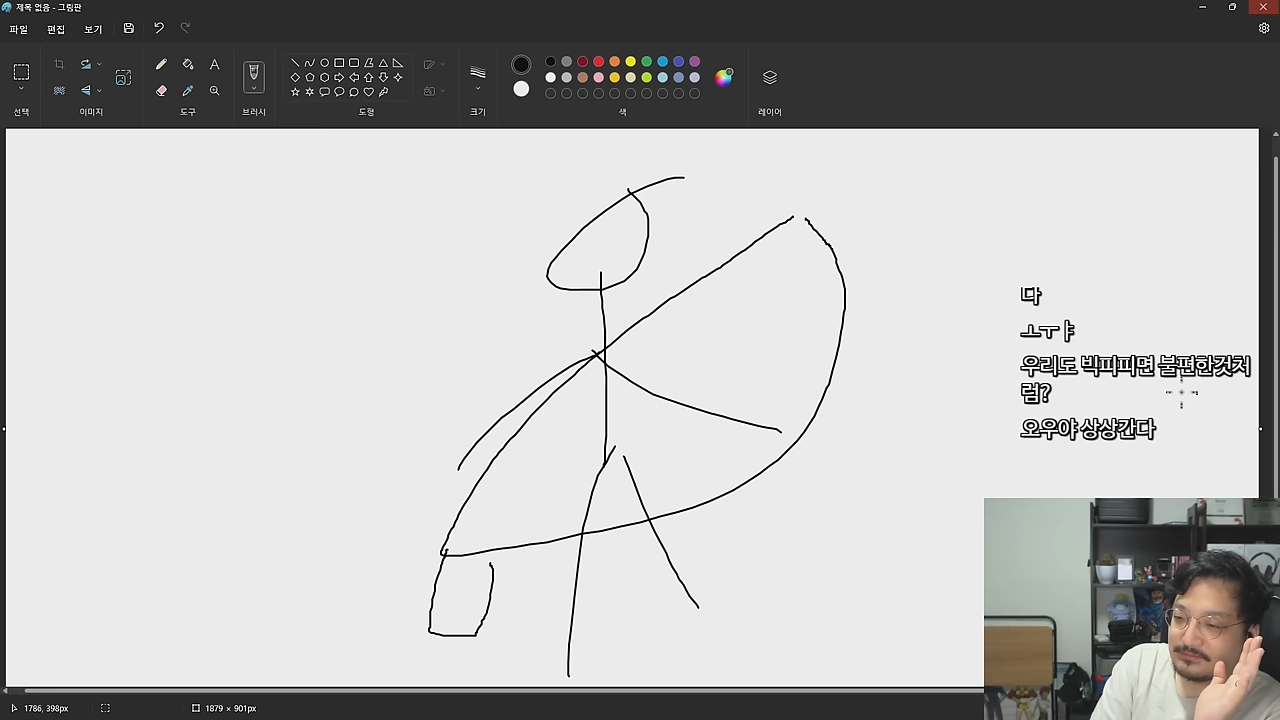 제목 없음 - 그림판
파일 편집 보기
선택 이미지 도구 브러시 도형 크기 색 레이어
다
ㅗㅜㅑ
우리도 빅피피면 불편한것처
럼?
오우야 상상간다
1786, 398px 1879 × 901px